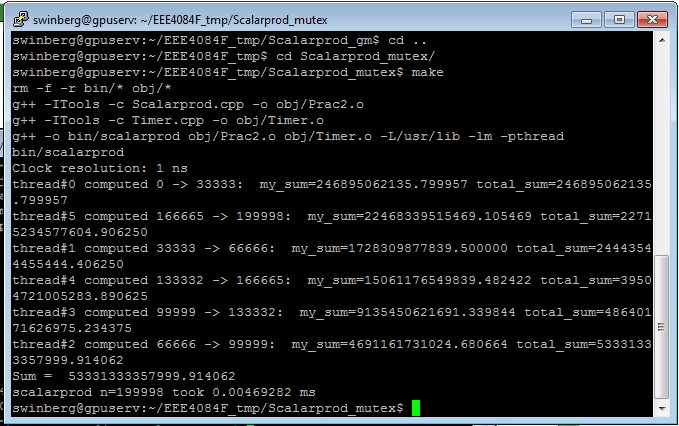 swinberg@gpuserv: ~/EEE4084F_tmp/Scalarprod_mutex
swinberg@gpuserv:~/EEE4084F_tmp/Scalarprod_gm$ cd ..
swinberg@gpuserv:~/EEE4084F_tmp$ cd Scalarprod_mutex/
swinberg@gpuserv:~/EEE4084F_tmp/Scalarprod_mutex$ make
rm -f -r bin/* obj/*
g++ -ITools -c Scalarprod.cpp -o obj/Prac2.o
g++ -ITools -c Timer.cpp -o obj/Timer.o
g++ -o bin/scalarprod obj/Prac2.o obj/Timer.o -L/usr/lib -lm -pthread
bin/scalarprod
Clock resolution: 1 ns
thread#0 computed 0 -> 33333:  my_sum=246895062135.799957 total_sum=246895062135
.799957
thread#5 computed 166665 -> 199998:  my_sum=22468339515469.105469 total_sum=2271
5234577604.906250
thread#1 computed 33333 -> 66666:  my_sum=1728309877839.500000 total_sum=2444354
4455444.406250
thread#4 computed 133332 -> 166665:  my_sum=15061176549839.482422 total_sum=3950
4721005283.890625
thread#3 computed 99999 -> 133332:  my_sum=9135450621691.339844 total_sum=486401
71626975.234375
thread#2 computed 66666 -> 99999:  my_sum=4691161731024.680664 total_sum=5333133
3357999.914062
Sum =  53331333357999.914062
scalarprod n=199998 took 0.00469282 ms
swinberg@gpuserv:~/EEE4084F_tmp/Scalarprod_mutex$